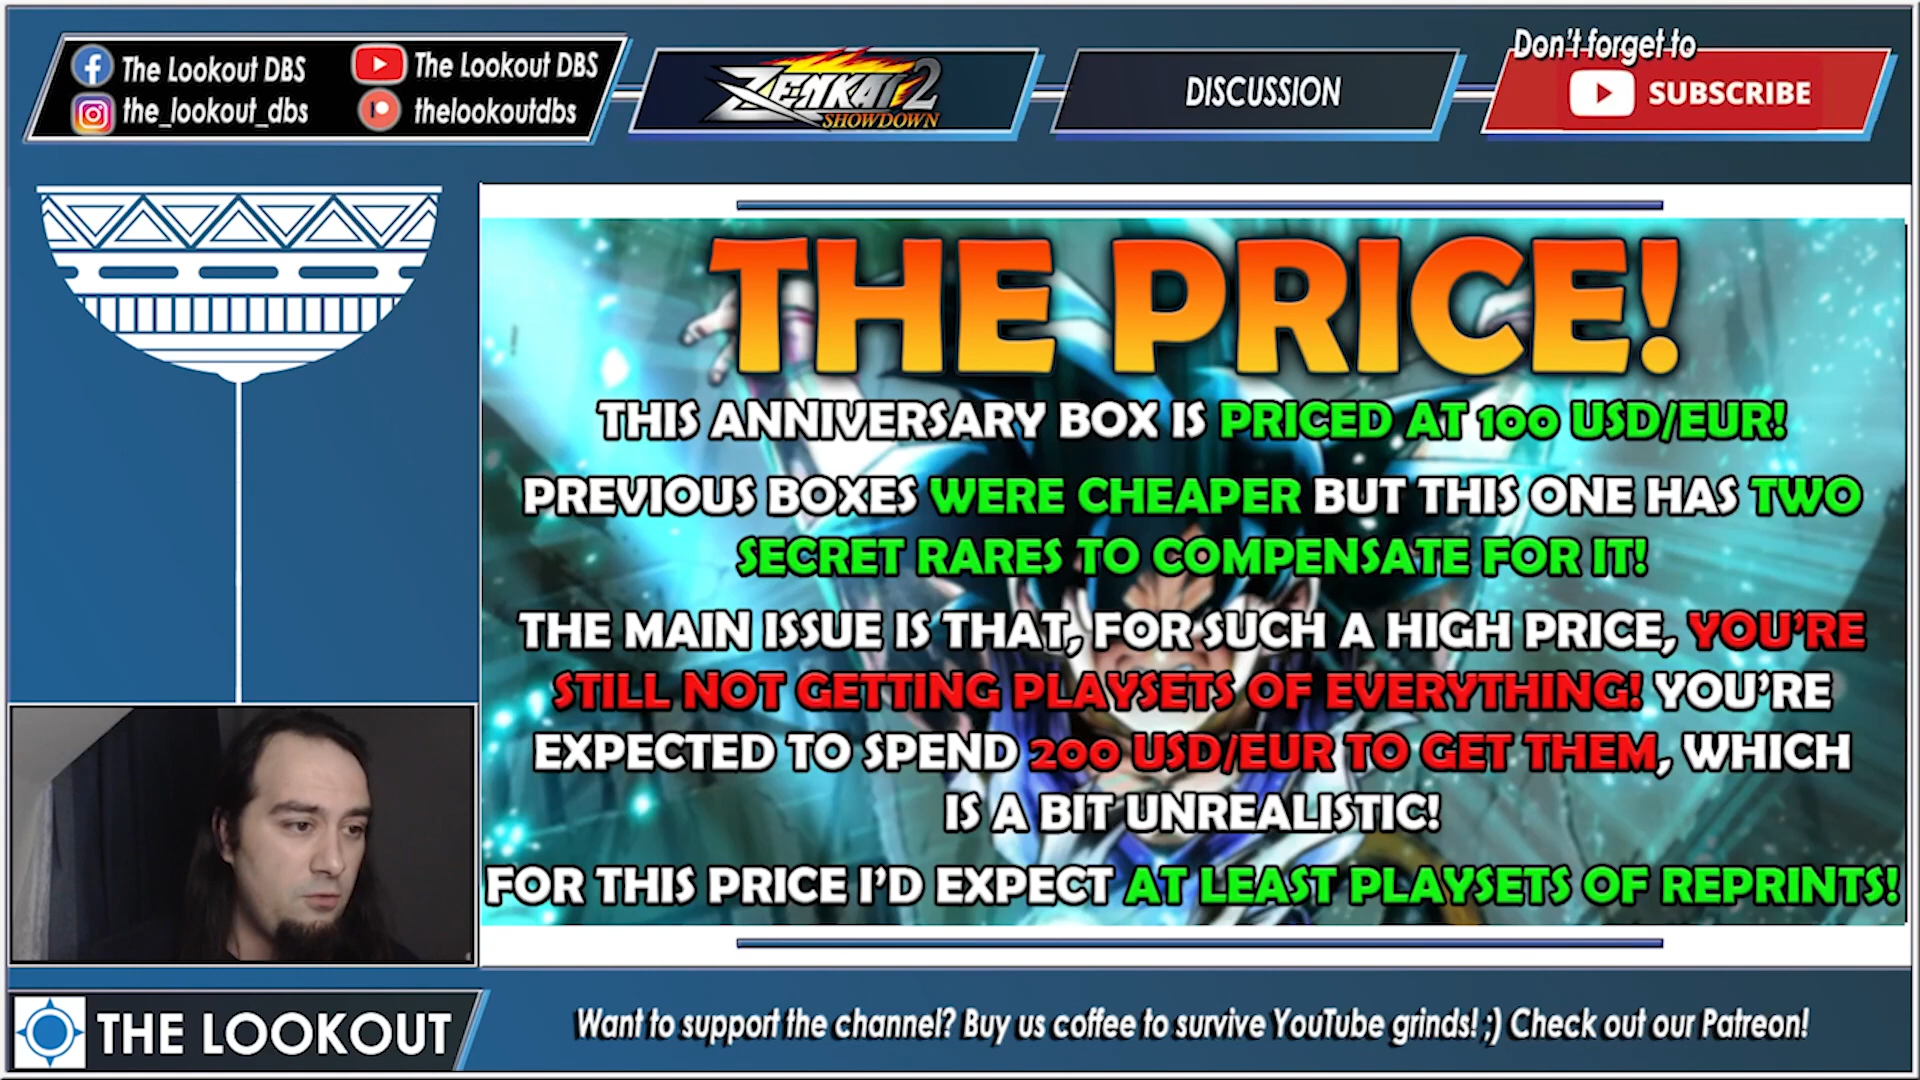 The Lookout DBS
The Lookout DBS
the_lookout_dbs
thelookoutdbs
ZENKAI 2
SHOWDOWN
DISCUSSION
Don't forget to
SUBSCRIBE
THE PRICE!
THIS ANNIVERSARY BOX IS PRICED AT 100 USD/EUR!
PREVIOUS BOXES WERE CHEAPER BUT THIS ONE HAS TWO
SECRET RARES TO COMPENSATE FOR IT!
THE MAIN ISSUE IS THAT, FOR SUCH A HIGH PRICE, YOU'RE
STILL NOT GETTING PLAYSETS OF EVERYTHING! YOU'RE
EXPECTED TO SPEND 200 USD/EUR TO GET THEM, WHICH
IS A BIT UNREALISTIC!
FOR THIS PRICE I'D EXPECT AT LEAST PLAYSETS OF REPRINTS!
THE LOOKOUT
Want to support the channel? Buy us coffee to survive YouTube grinds! ;) Check out our Patreon!